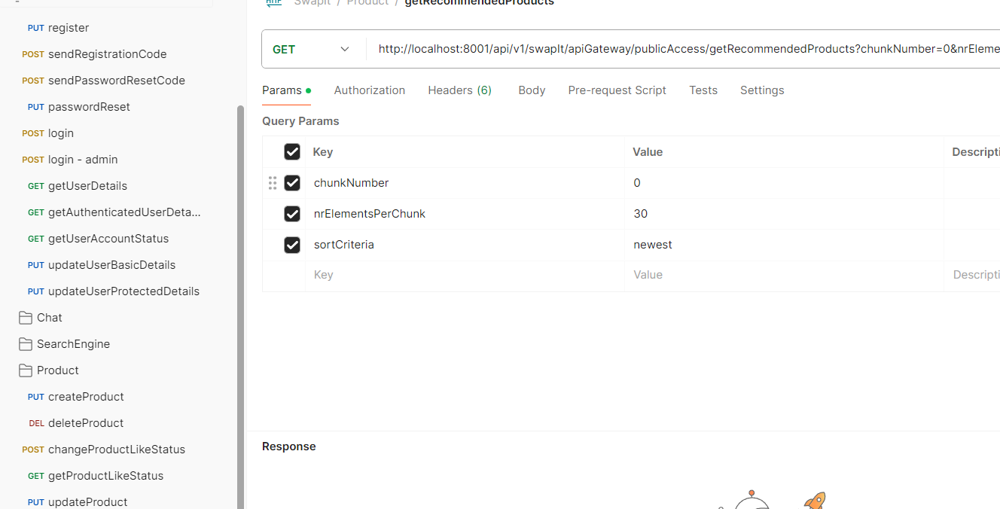 SwapIt / Product / getRecommendedProducts
PUT register
POST sendRegistrationCode
POST sendPasswordResetCode
PUT passwordReset
POST login
POST login - admin
GET getUserDetails
GET getAuthenticatedUserDeta...
GET getUserAccountStatus
PUT updateUserBasicDetails
PUT updateUserProtectedDetails
Chat
SearchEngine
Product
PUT createProduct
DEL deleteProduct
POST changeProductLikeStatus
GET getProductLikeStatus
PUT updateProduct
GET http://localhost:8001/api/v1/swapIt/apiGateway/publicAccess/getRecommendedProducts?chunkNumber=0&nrEleme
Params Authorization Headers (6) Body Pre-request Script Tests Settings
Query Params
Key Value Descripti
chunkNumber 0
nrElementsPerChunk 30
sortCriteria newest
Key Value Descripti
Response